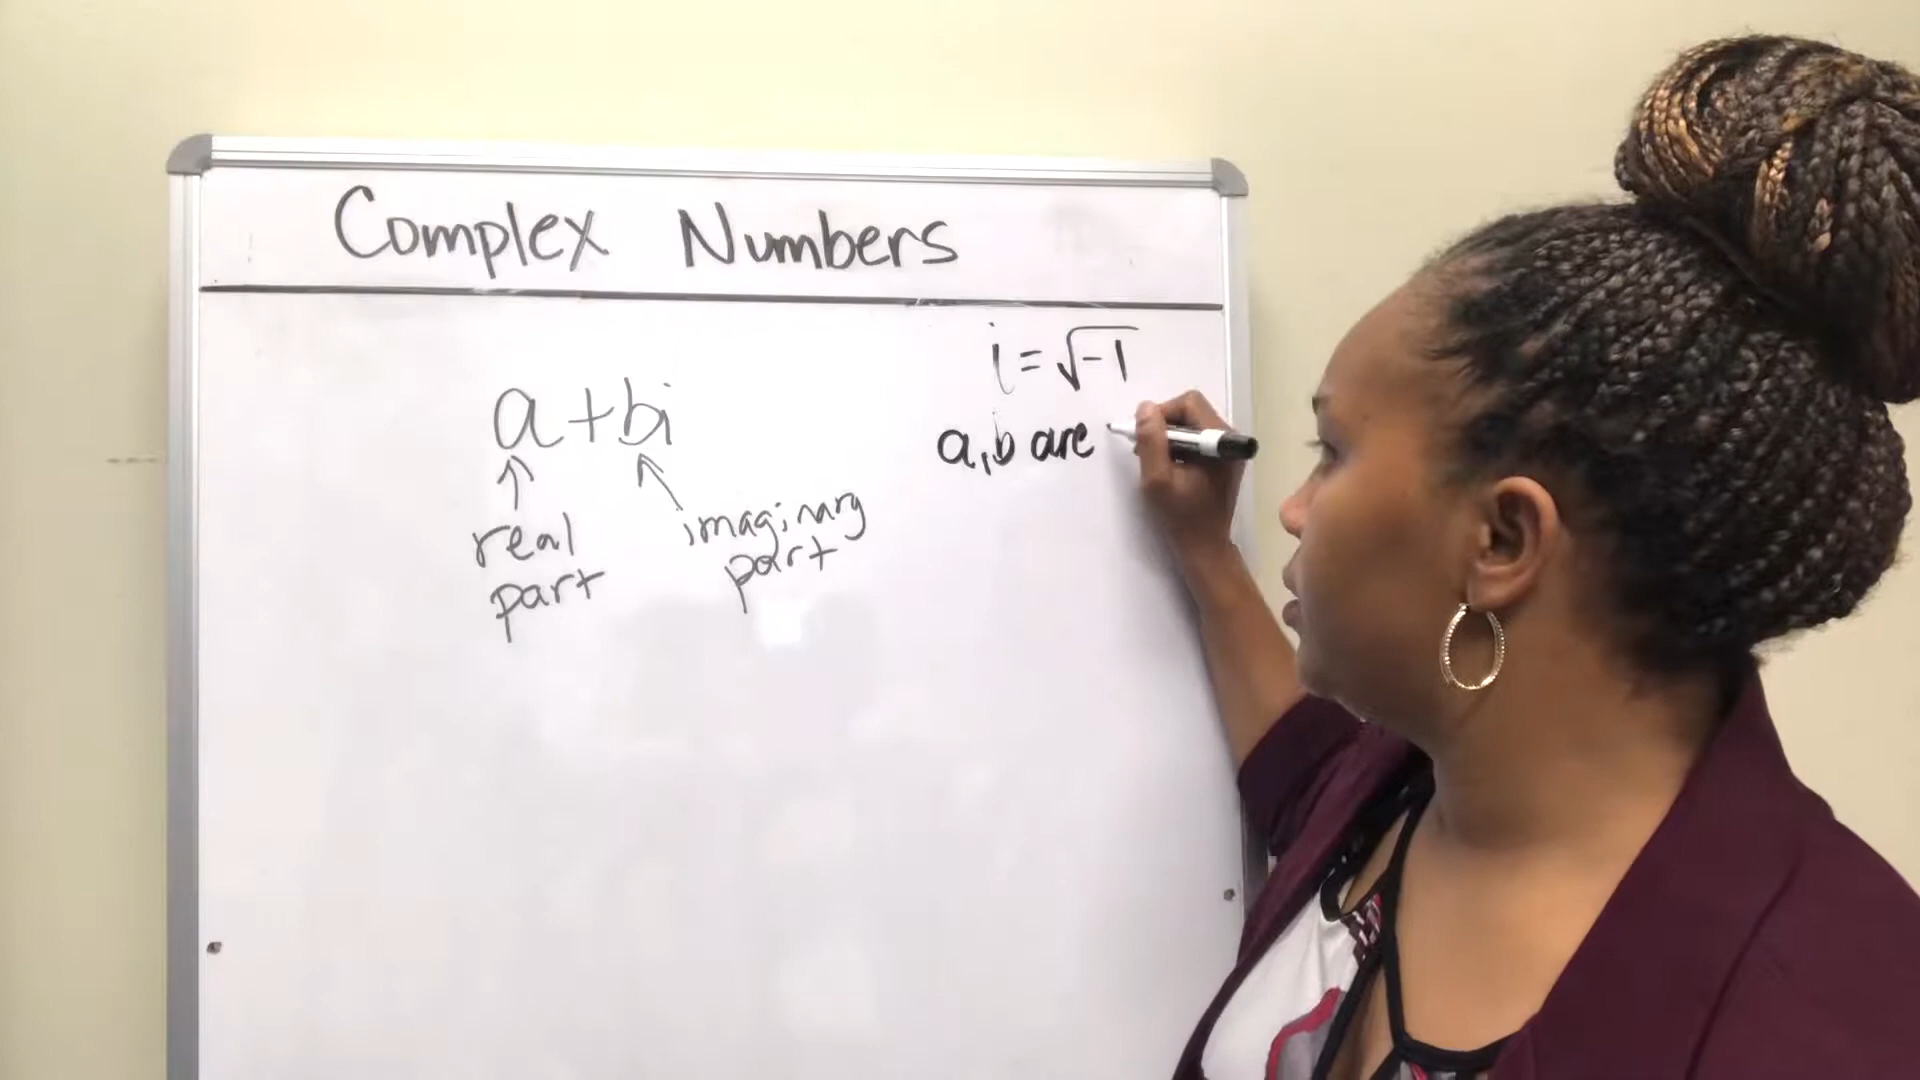 Complex Numbers
i = √-1
a + bi
a, b are
real
part
imaginary
part